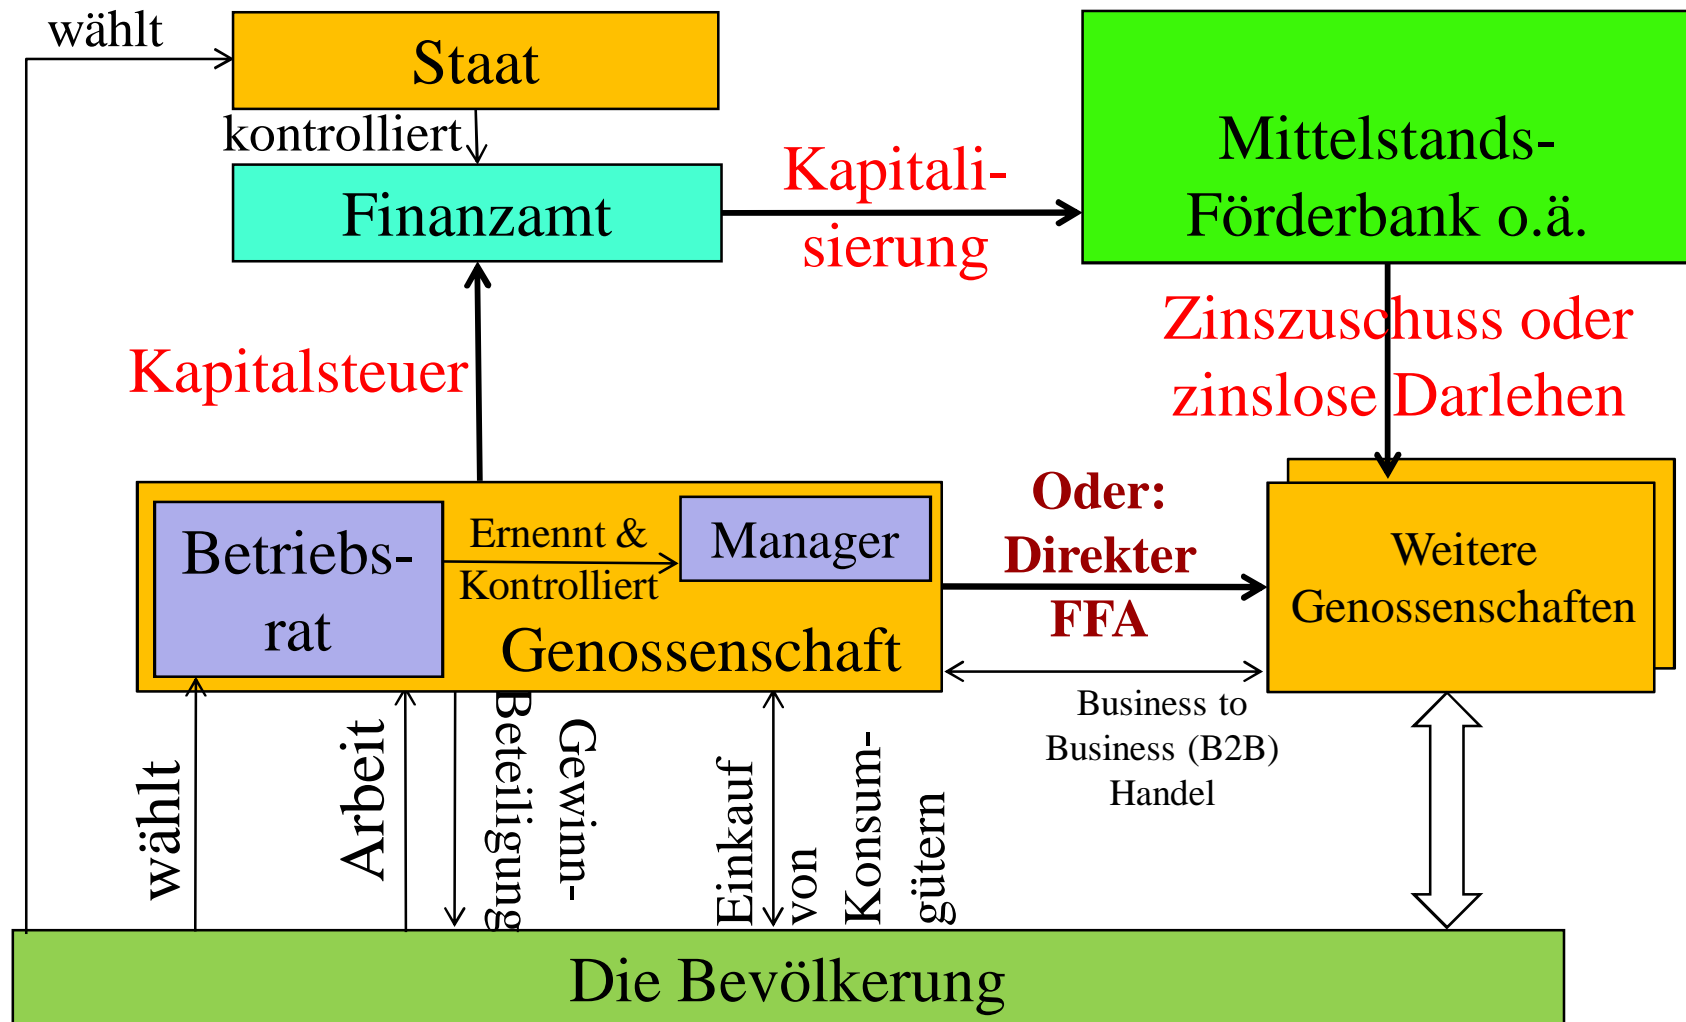 wählt
Staat
kontrolliert
Finanzamt
Kapitali-
sierung
Mittelstands-
Förderbank o.ä.
Kapitalsteuer
Zinszuschuss oder
zinslose Darlehen
Betriebs-
rat
Ernennt &
Kontrolliert
Manager
Genossenschaft
Oder:
Direkter
FFA
Weitere
Genossenschaften
Business to
Business (B2B)
Handel
wählt
Arbeit
Gewinn-
Beteiligung
Einkauf
von
Konsum-
gütern
Die Bevölkerung